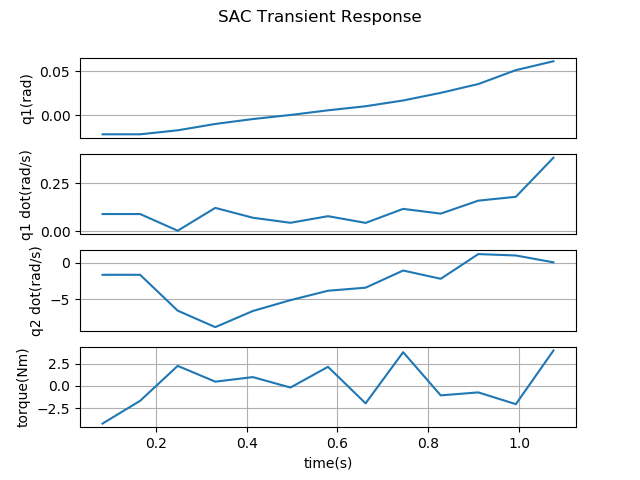 SAC Transient Response
0.05
0.00
q1(rad)
0.25
0.00
q1 dot(rad/s)
0
−5
q2 dot(rad/s)
2.5
0.0
−2.5
torque(Nm)
0.2 0.4 0.6 0.8 1.0
time(s)